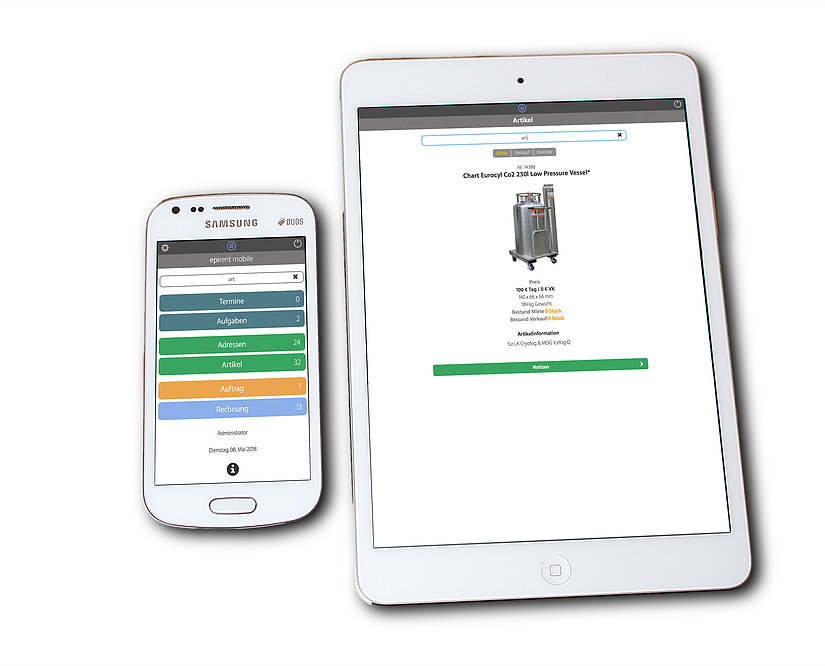 SAMSUNG DUOS
epirent mobile
art
Termine 0
Aufgaben 2
Adressen 24
Artikel 32
Auftrag 7
Rechnung 13
Administrator
Dienstag, 08. Mai 2018
Artikel
art
Miete Verkauf Inventar
Nr. 14388
Chart Eurocyl Co2 230l Low Pressure Vessel*
Preis
100 € Tag / 0 € VK
140 x 66 x 66 mm
189 kg Gewicht
Bestand Miete 0 Stück
Bestand Verkauf 0 Stück
Artikelinformation
für LK Cryofog & MDG Icefog Q
Notizen